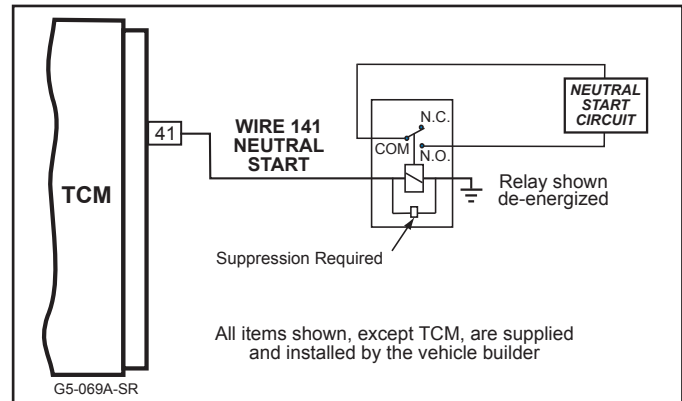 TCM
41
WIRE 141
NEUTRAL
START
N.C.
COM
N.O.
NEUTRAL
START
CIRCUIT
Relay shown
de-energized
Suppression Required
All items shown, except TCM, are supplied
and installed by the vehicle builder
G5-069A-SR